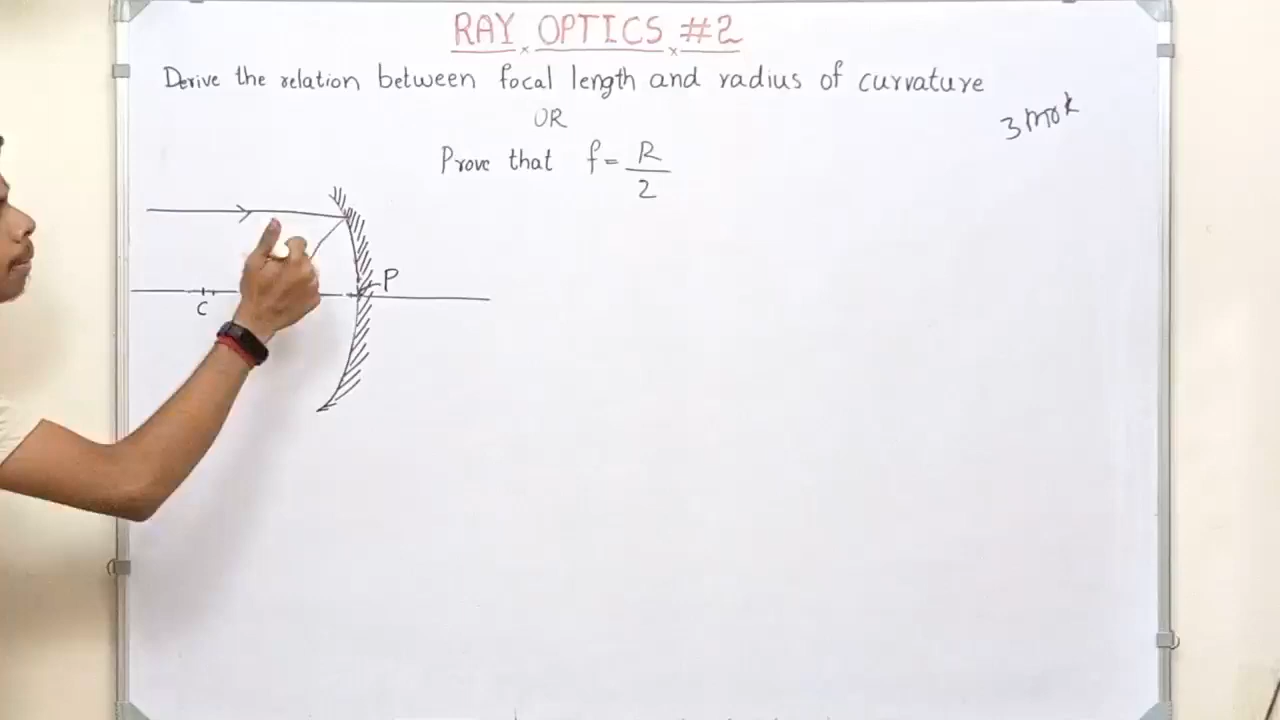 RAY OPTICS #2
Derive the relation between focal length and radius of curvature
OR
3 mark
Prove that f = R/2
P
C